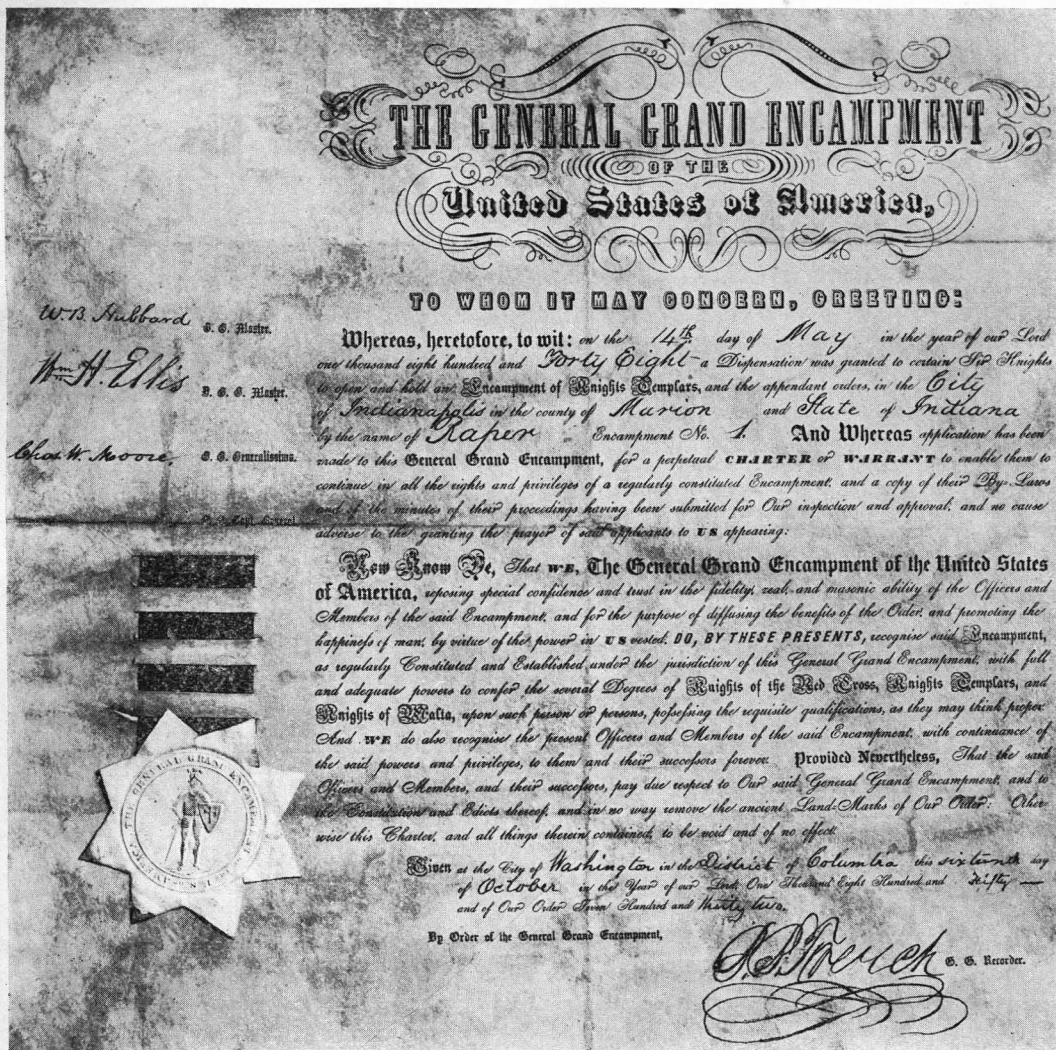 THE GENERAL GRAND ENCAMPMENT
OF THE
United States of America,
TO WHOM IT MAY CONCERN, GREETING:
W. B. Hubbard G. G. Master.
Wm H. Ellis D. G. G. Master.
Chas W. Moore, G. G. Generalissimo.
Whereas, heretofore, to wit: on the 14th day of May in the year of our Lord
one thousand eight hundred and Forty Eight a Dispensation was granted to certain Sir Knights
to open and hold an Encampment of Knights Templars, and the appendant orders, in the City
of Indianapolis in the county of Marion and State of Indiana
by the name of Raper Encampment No. 1. And Whereas application has been
made to this General Grand Encampment, for a perpetual CHARTER or WARRANT to enable them to
continue in all the rights and privileges of a regularly constituted Encampment, and a copy of their By-Laws
and of the minutes of their proceedings having been submitted for Our inspection and approval, and no cause
adverse to the granting the prayer of said applicants to US appearing:
Now Know Ye, That WE, The General Grand Encampment of the United States
of America, reposing special confidence and trust in the fidelity, zeal, and masonic ability of the Officers and
Members of the said Encampment, and for the purpose of diffusing the benefits of the Order, and promoting the
happiness of man, by virtue of the power in US vested, DO, BY THESE PRESENTS, recognise said Encampment,
as regularly Constituted and Established under the jurisdiction of this General Grand Encampment, with full
and adequate powers to confer the several Degrees of Knights of the Red Cross, Knights Templars, and
Knights of Malta, upon such person or persons, possessing the requisite qualifications, as they may think proper.
And WE do also recognise the present Officers and Members of the said Encampment, with continuance of
the said powers and privileges, to them and their successors forever. Provided Nevertheless, That the said
Officers and Members, and their successors, pay due respect to Our said General Grand Encampment, and to
the Constitution and Edicts thereof, and in no way remove the ancient Land-Marks of Our Order: Other
wise this Charter, and all things therein contained, to be void and of no effect.
Given at the City of Washington in the District of Columbia this sixteenth day
of October in the Year of our Lord, One Thousand Eight Hundred and Fifty
and of Our Order Seven Hundred and thirty two.
By Order of the General Grand Encampment,
B. B. French G. G. Recorder.
THE GENERAL GRAND ENCAMPMENT